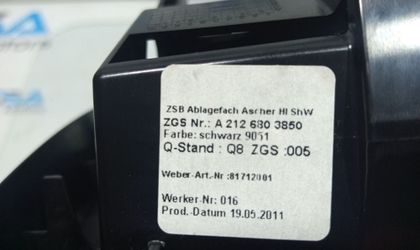 ZSB Ablagefach Ascher HI ShW
ZGS Nr.: A 212 680 3850
Farbe: schwarz 9051
Q-Stand : Q8 ZGS :005
Weber-Art.-Nr :81712001
Werker-Nr: 016
Prod.-Datum 19.05.2011